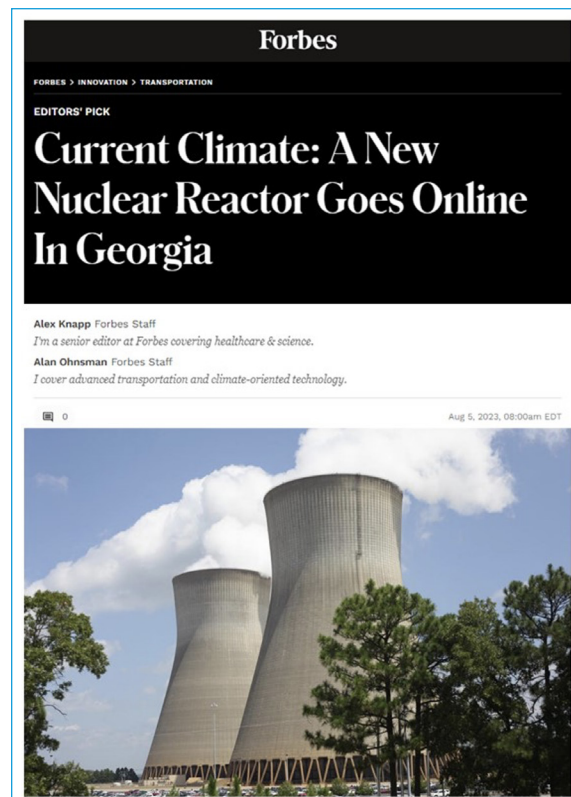 Forbes
FORBES > INNOVATION > TRANSPORTATION
EDITORS' PICK
Current Climate: A New
Nuclear Reactor Goes Online
In Georgia
Alex Knapp Forbes Staff
I'm a senior editor at Forbes covering healthcare & science.
Alan Ohnsman Forbes Staff
I cover advanced transportation and climate-oriented technology.
0
Aug 5, 2023, 08:00am EDT